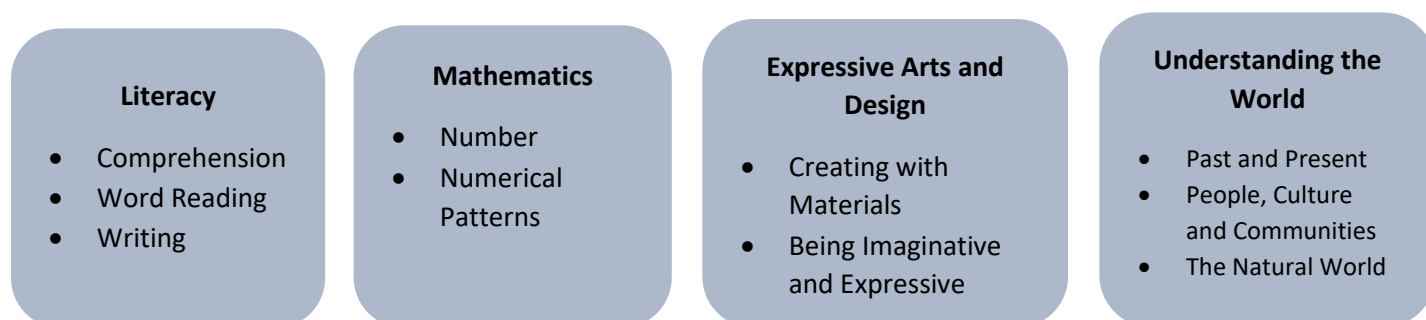 Literacy
• Comprehension
• Word Reading
• Writing
Mathematics
• Number
• Numerical
Patterns
Expressive Arts and
Design
• Creating with
Materials
• Being Imaginative
and Expressive
Understanding the
World
• Past and Present
• People, Culture
and Communities
• The Natural World